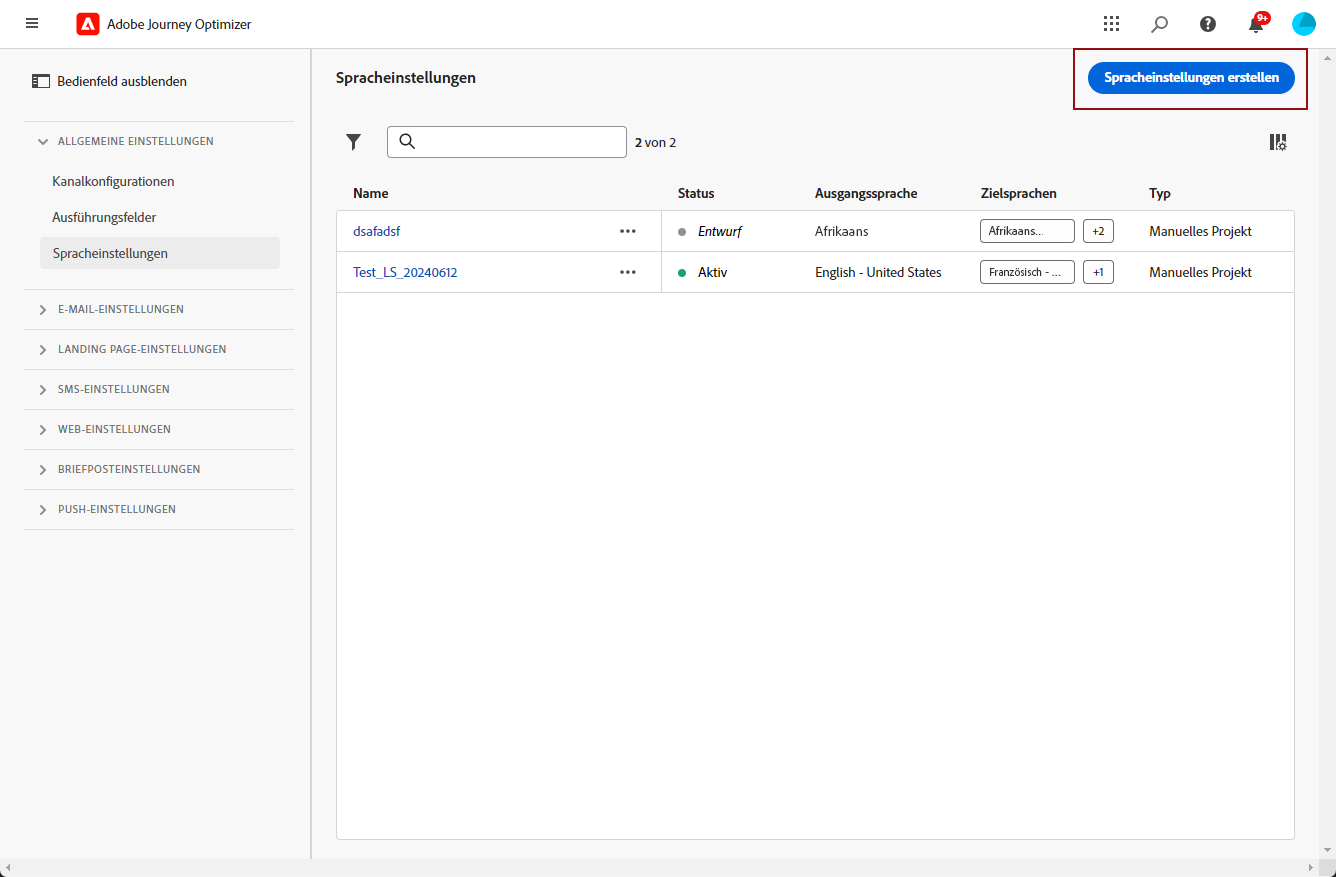 Adobe Journey Optimizer
9+
Bedienfeld ausblenden
Spracheinstellungen
Spracheinstellungen erstellen
ALLGEMEINE EINSTELLUNGEN
Kanalkonfigurationen
Ausführungsfelder
Spracheinstellungen
E-MAIL-EINSTELLUNGEN
LANDING PAGE-EINSTELLUNGEN
SMS-EINSTELLUNGEN
WEB-EINSTELLUNGEN
BRIEFPOSTEINSTELLUNGEN
PUSH-EINSTELLUNGEN
2 von 2
Name Status Ausgangssprache Zielsprachen Typ
dsafadsf ••• Entwurf Afrikaans Afrikaans... +2 Manuelles Projekt
Test_LS_20240612 ••• Aktiv English - United States Französisch - ... +1 Manuelles Projekt